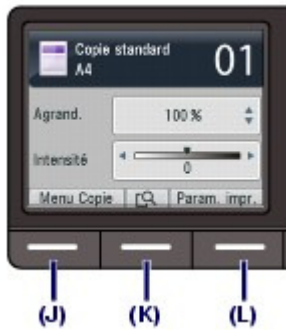 Copie standard
A4
01
Agrand.
100 %
Intensité
0
Menu Copie
Param. impr.
(J)
(K)
(L)